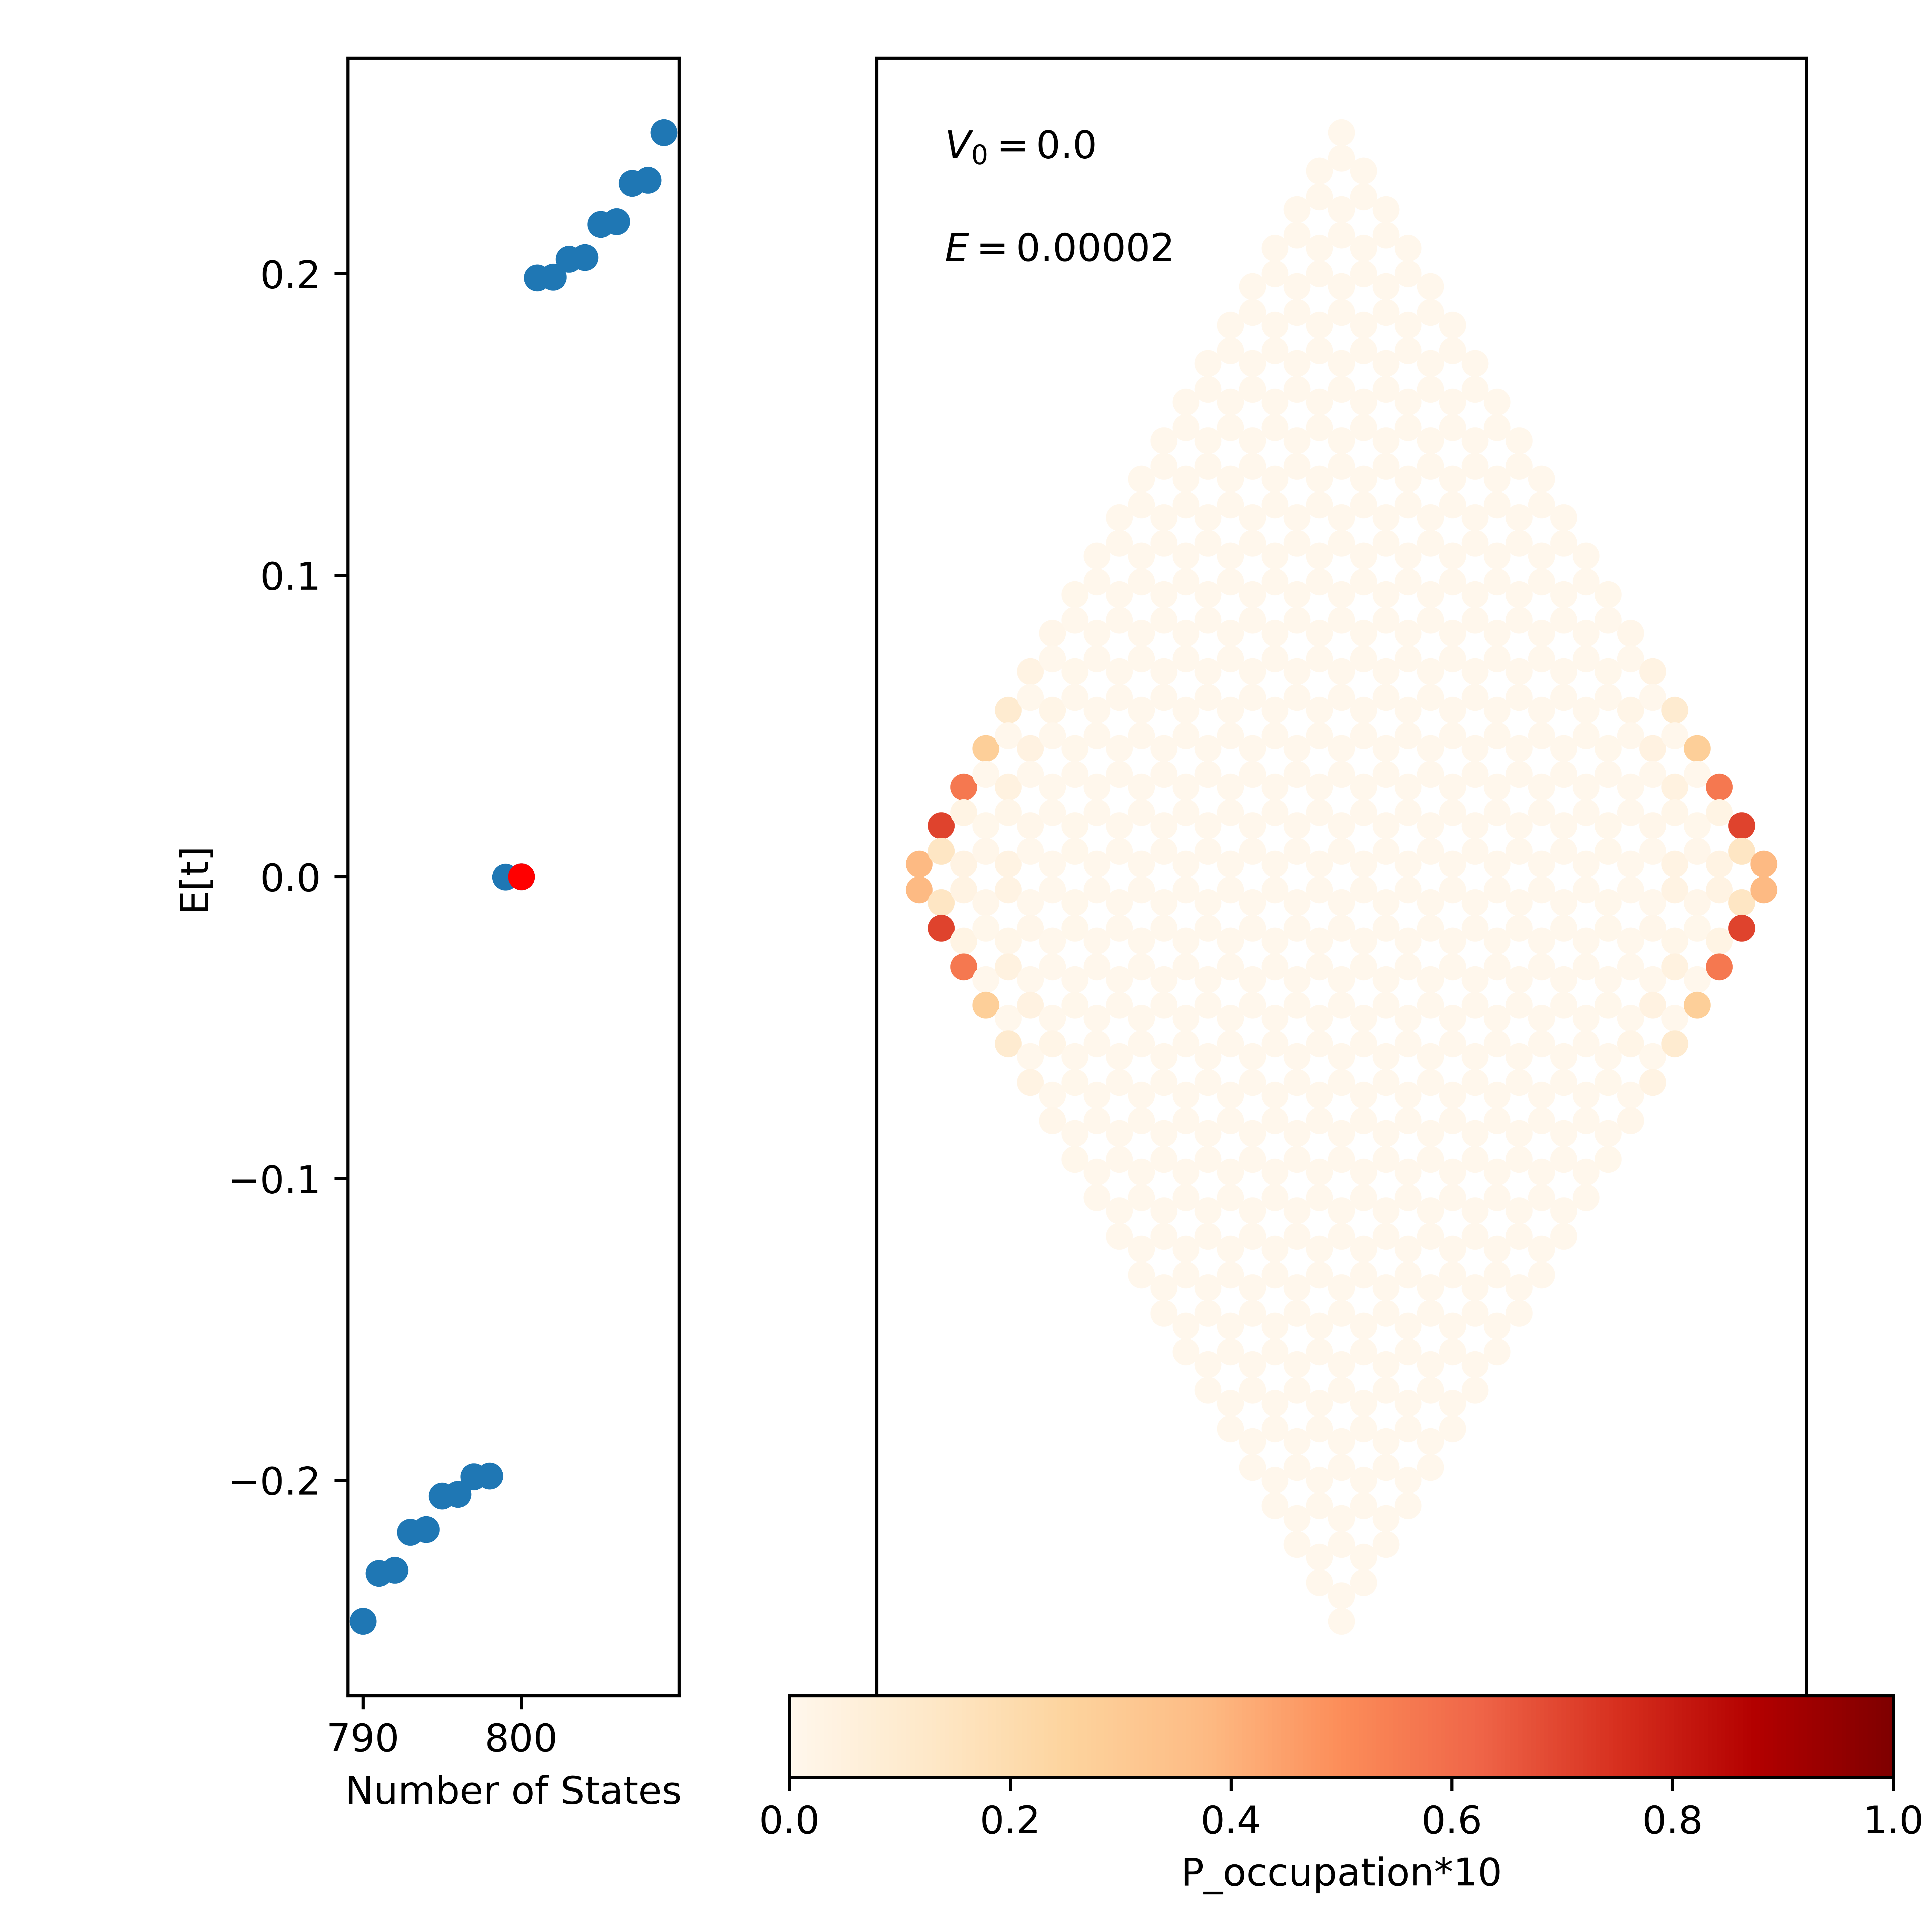 V₀ = 0.0
E = 0.00002
E[t]
0.2
0.1
0.0
−0.1
−0.2
790 800
Number of States
0.0 0.2 0.4 0.6 0.8 1.0
P_occupation*10